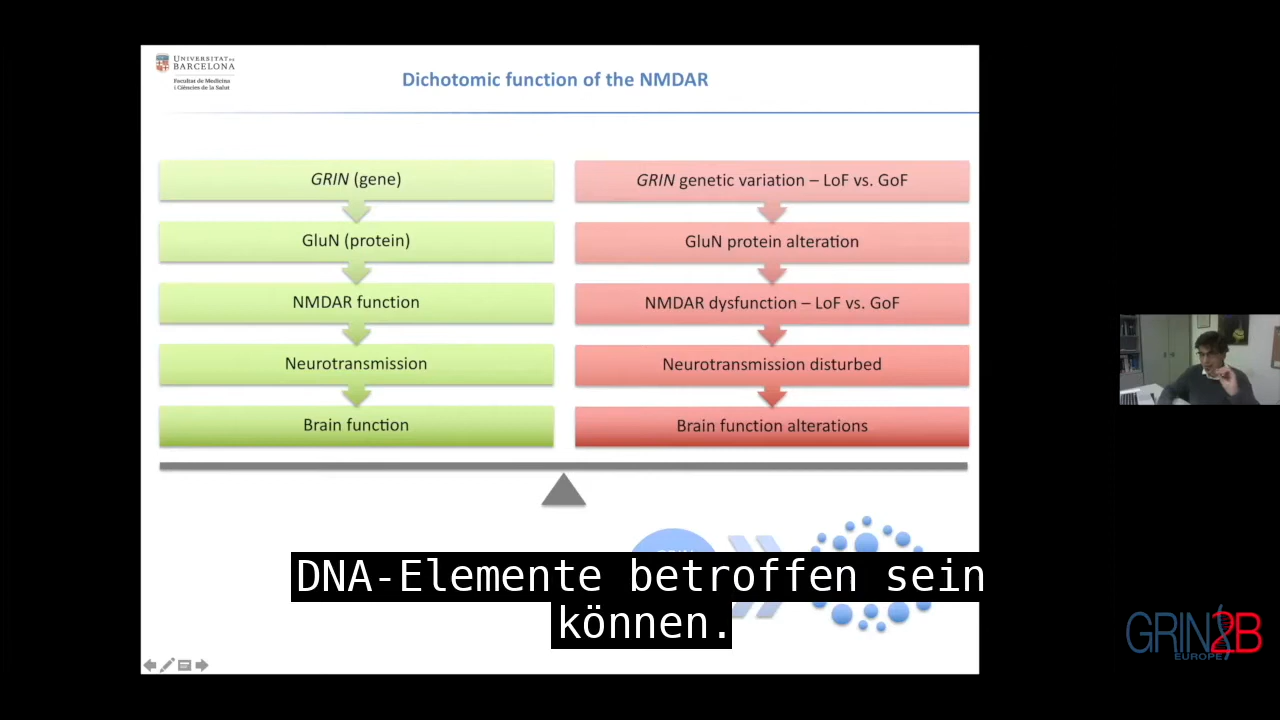 UNIVERSITAT DE
BARCELONA
Facultat de Medicina
i Ciències de la Salut
Dichotomic function of the NMDAR
GRIN (gene)
GluN (protein)
NMDAR function
Neurotransmission
Brain function
GRIN genetic variation – LoF vs. GoF
GluN protein alteration
NMDAR dysfunction – LoF vs. GoF
Neurotransmission disturbed
Brain function alterations
DNA-Elemente betroffen sein
können.
GRIN2B
EUROPE